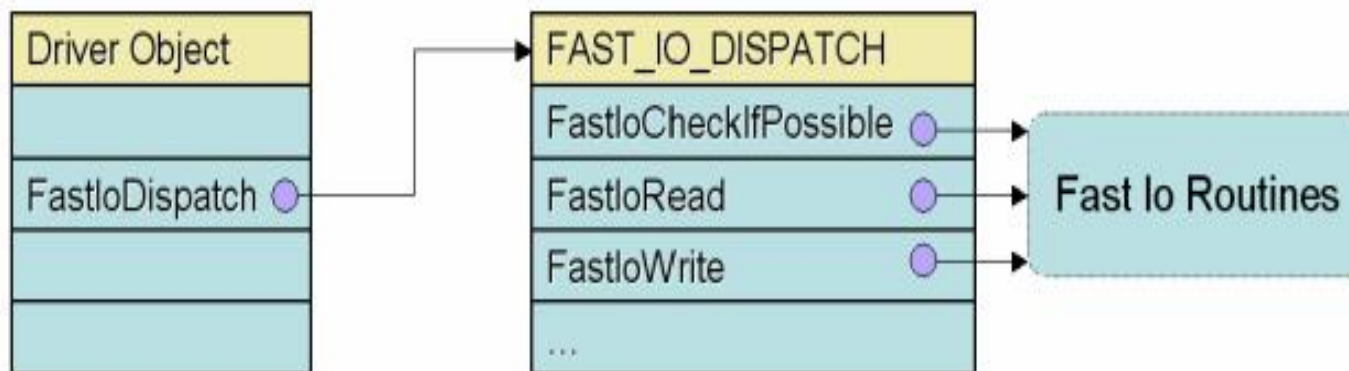 Driver Object
FastIoDispatch
FAST_IO_DISPATCH
FastIoCheckIfPossible
FastIoRead
FastIoWrite
...
Fast Io Routines